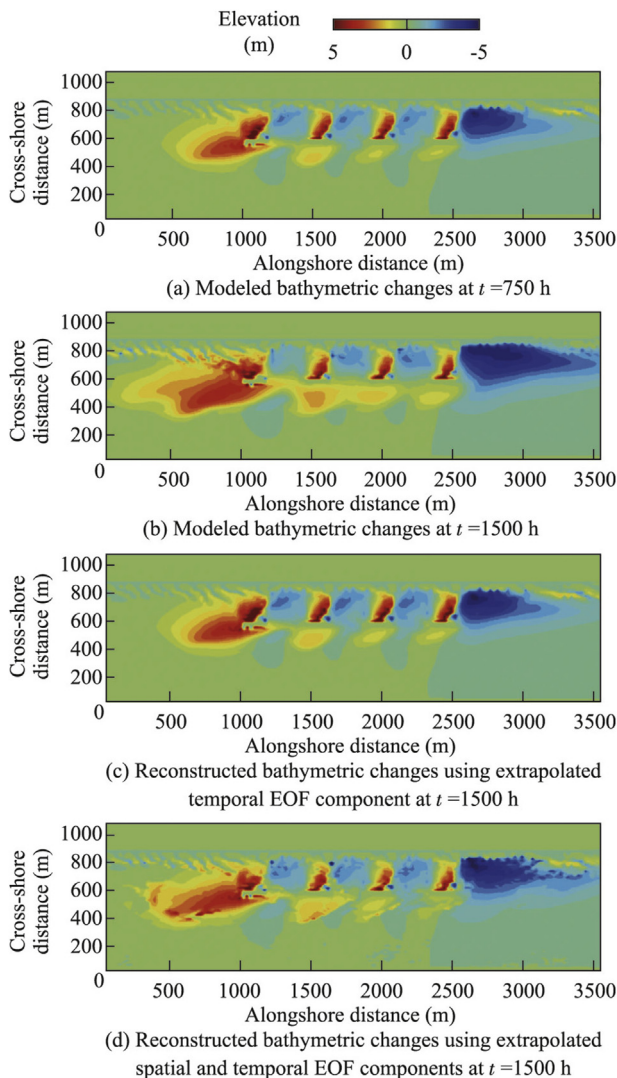 Elevation
(m)
5 0 -5
1000
800
600
400
200
0
Cross-shore
distance (m)
500 1000 1500 2000 2500 3000 3500
Alongshore distance (m)
(a) Modeled bathymetric changes at t =750 h
1000
800
600
400
200
0
Cross-shore
distance (m)
500 1000 1500 2000 2500 3000 3500
Alongshore distance (m)
(b) Modeled bathymetric changes at t =1500 h
1000
800
600
400
200
0
Cross-shore
distance (m)
500 1000 1500 2000 2500 3000 3500
Alongshore distance (m)
(c) Reconstructed bathymetric changes using extrapolated
temporal EOF component at t =1500 h
1000
800
600
400
200
0
Cross-shore
distance (m)
500 1000 1500 2000 2500 3000 3500
Alongshore distance (m)
(d) Reconstructed bathymetric changes using extrapolated
spatial and temporal EOF components at t =1500 h